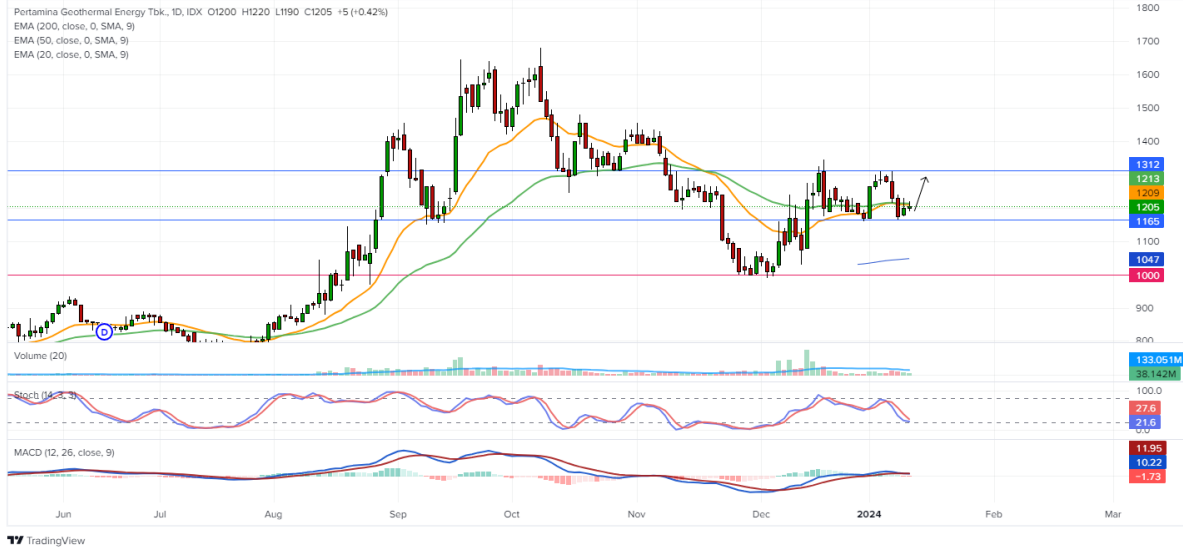 Pertamina Geothermal Energy Tbk., 1D, IDX O1200 H1220 L1190 C1205 +5 (+0.42%)
EMA (200, close, 0, SMA, 9)
EMA (50, close, 0, SMA, 9)
EMA (20, close, 0, SMA, 9)
1800
1700
1600
1500
1400
1312
1213
1209
1205
1165
1100
1047
1000
900
800
D
Volume (20)
133.051M
38.142M
Stoch (14, 3, 3)
100.0
27.6
21.6
0.0
MACD (12, 26, close, 9)
11.95
10.22
−1.73
Jun Jul Aug Sep Oct Nov Dec 2024 Feb Mar
TradingView